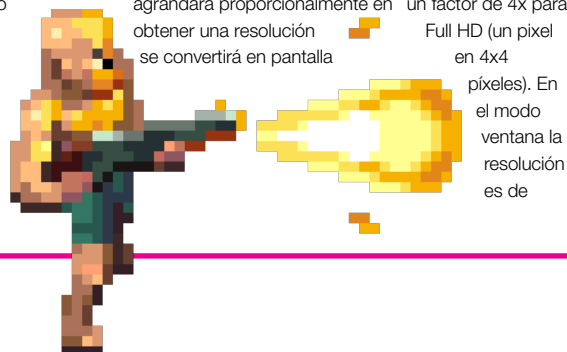 o agrandará proporcionalmente en un factor de 4x para
obtener una resolución Full HD (un pixel
se convertirá en pantalla en 4x4
píxeles). En
el modo
ventana la
resolución
es de